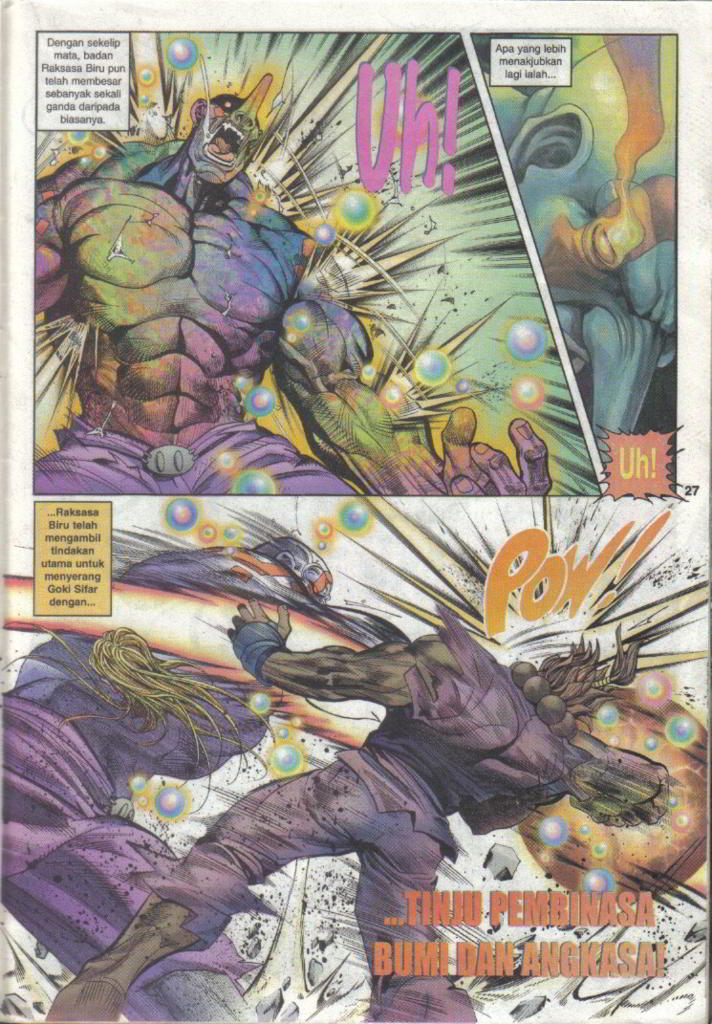 Dengan sekelip
mata, badan
Raksasa Biru pun
telah membesar
sebanyak sekali
ganda daripada
biasanya.
Uh!
Apa yang lebih
menakjubkan
lagi ialah...
Uh!
27
...Raksasa
Biru telah
mengambil
tindakan
utama untuk
menyerang
Goki Sifar
dengan...
POW!
...TINJU PEMBINASA
BUMI DAN ANGKASA!